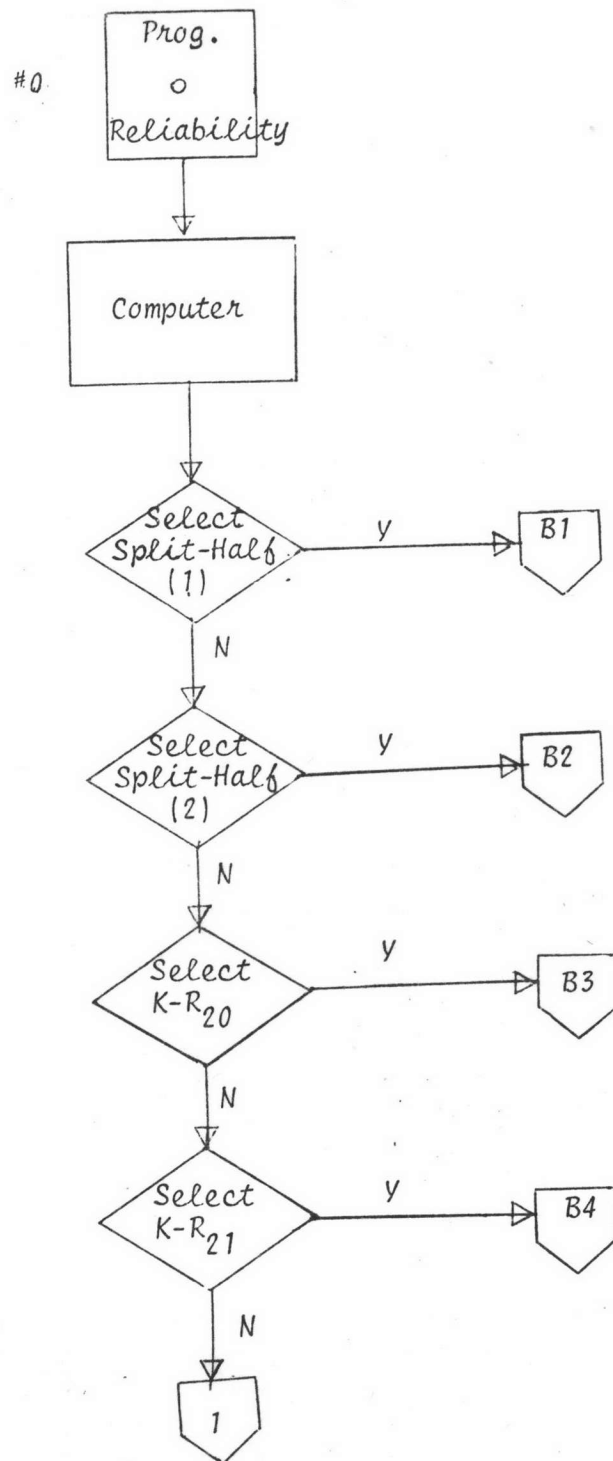 Prog.
#0
o
Reliability
Computer
Select
Split-Half
(1)
Y
B1
N
Select
Split-Half
(2)
Y
B2
N
Select
K-R20
Y
B3
N
Select
K-R21
Y
B4
N
1